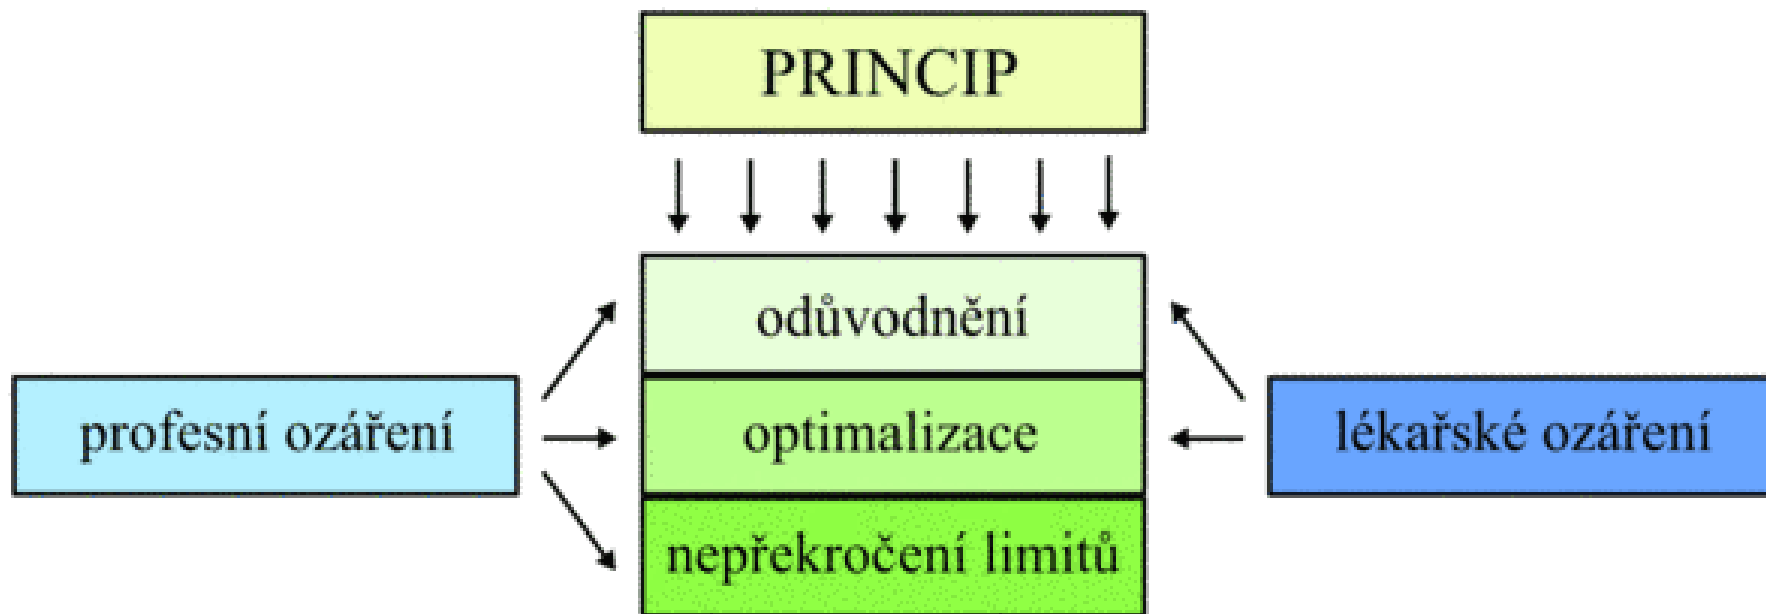 PRINCIP
odůvodnění
profesní ozáření
optimalizace
lékařské ozáření
nepřekročení limitů